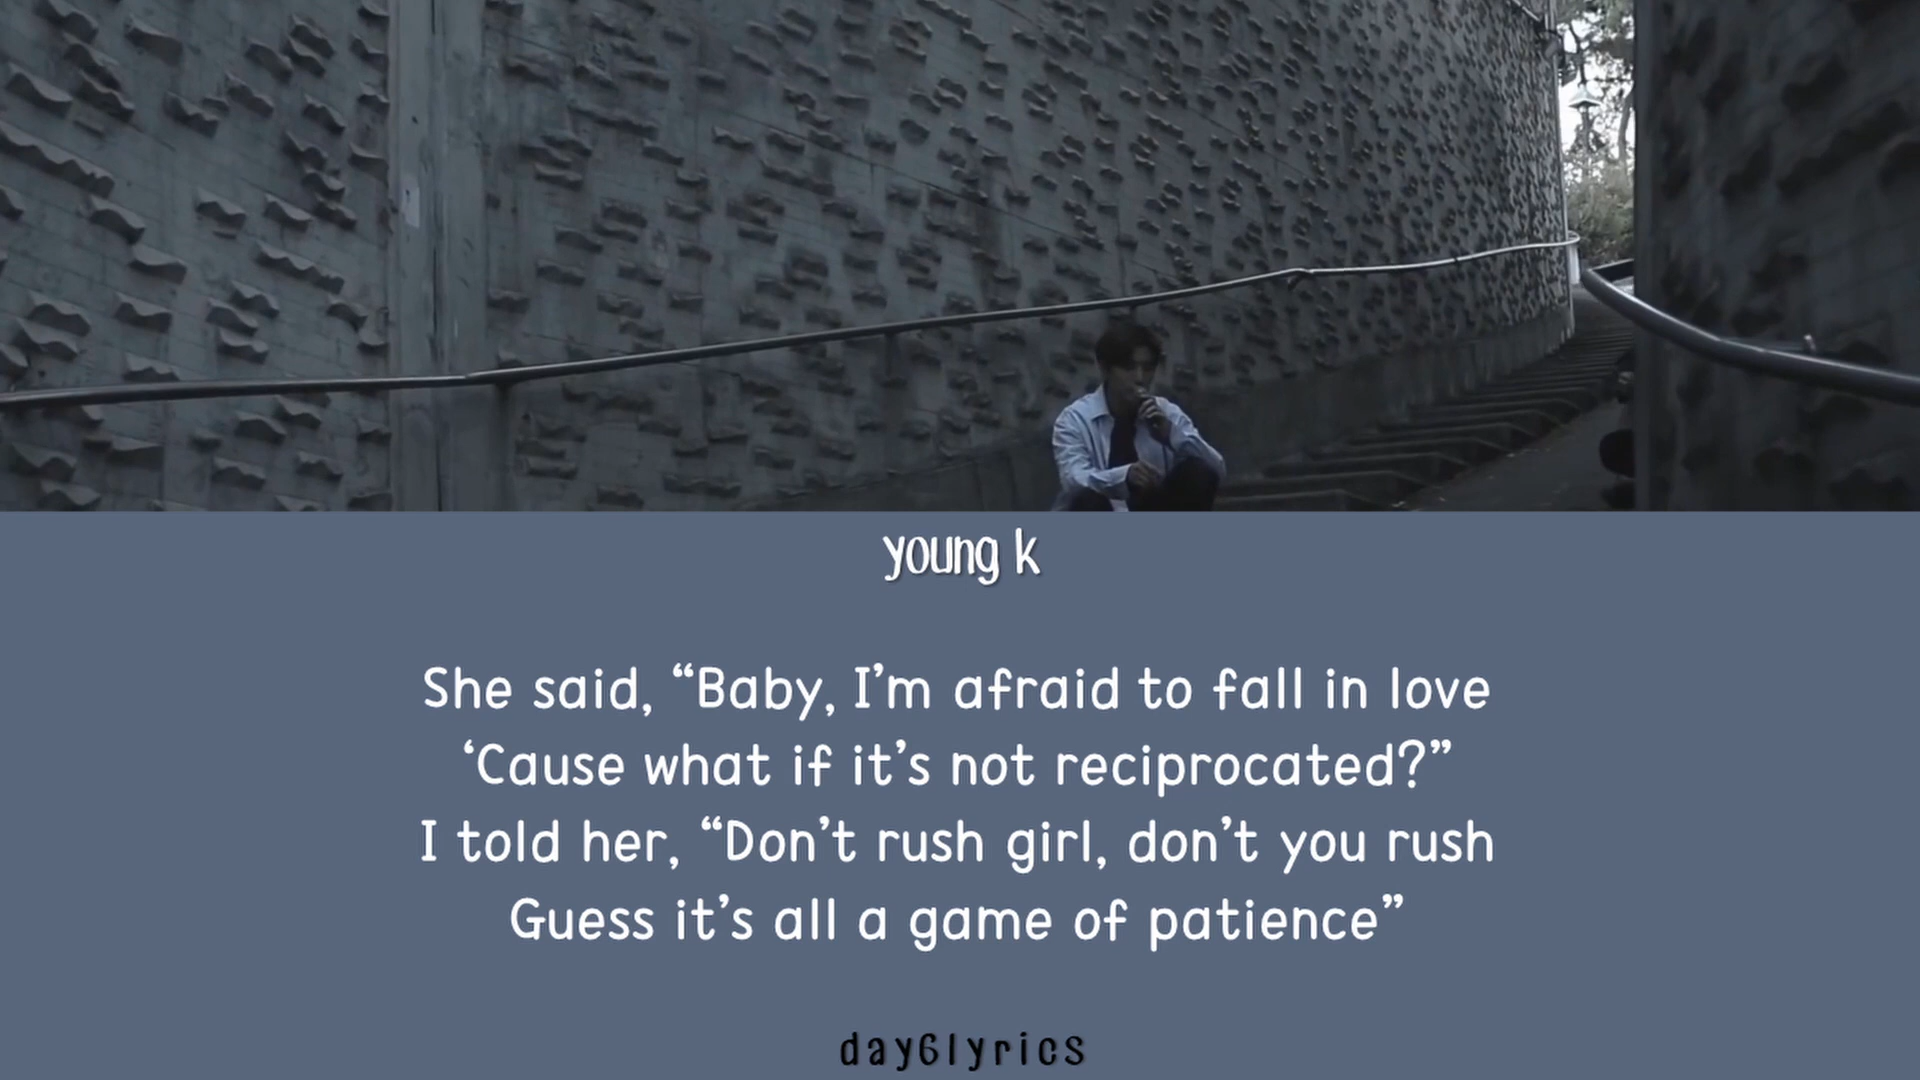 young k
She said, “Baby, I’m afraid to fall in love
‘Cause what if it’s not reciprocated?”
I told her, “Don’t rush girl, don’t you rush
Guess it’s all a game of patience”
day6lyrics